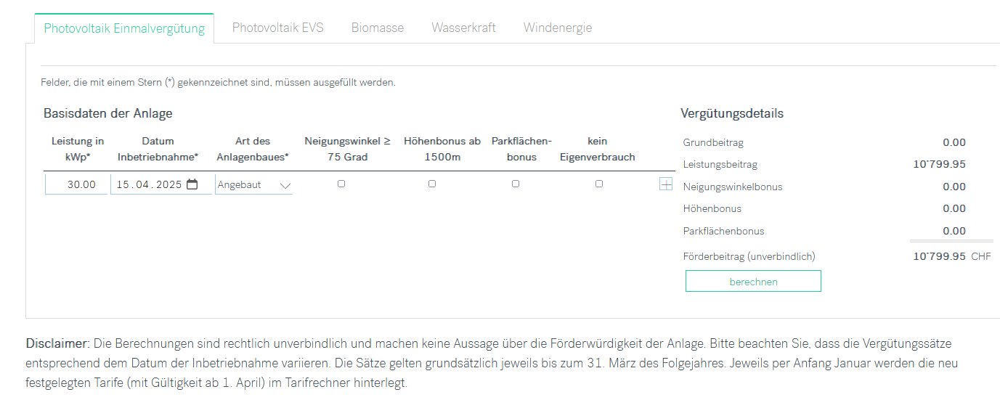 Photovoltaik Einmalvergütung Photovoltaik EVS Biomasse Wasserkraft Windenergie
Felder, die mit einem Stern (*) gekennzeichnet sind, müssen ausgefüllt werden.
Basisdaten der Anlage
Leistung in kWp* Datum Inbetriebnahme* Art des Anlagenbaues* Neigungswinkel ≥ 75 Grad Höhenbonus ab 1500m Parkflächen-bonus kein Eigenverbrauch
30.00 15.04.2025 Angebaut
Vergütungsdetails
Grundbeitrag 0.00
Leistungsbeitrag 10'799.95
Neigungswinkelbonus 0.00
Höhenbonus 0.00
Parkflächenbonus 0.00
Förderbeitrag (unverbindlich) 10'799.95 CHF
berechnen
Disclaimer: Die Berechnungen sind rechtlich unverbindlich und machen keine Aussage über die Förderwürdigkeit der Anlage. Bitte beachten Sie, dass die Vergütungssätze
entsprechend dem Datum der Inbetriebnahme variieren. Die Sätze gelten grundsätzlich jeweils bis zum 31. März des Folgejahres. Jeweils per Anfang Januar werden die neu
festgelegten Tarife (mit Gültigkeit ab 1. April) im Tarifrechner hinterlegt.